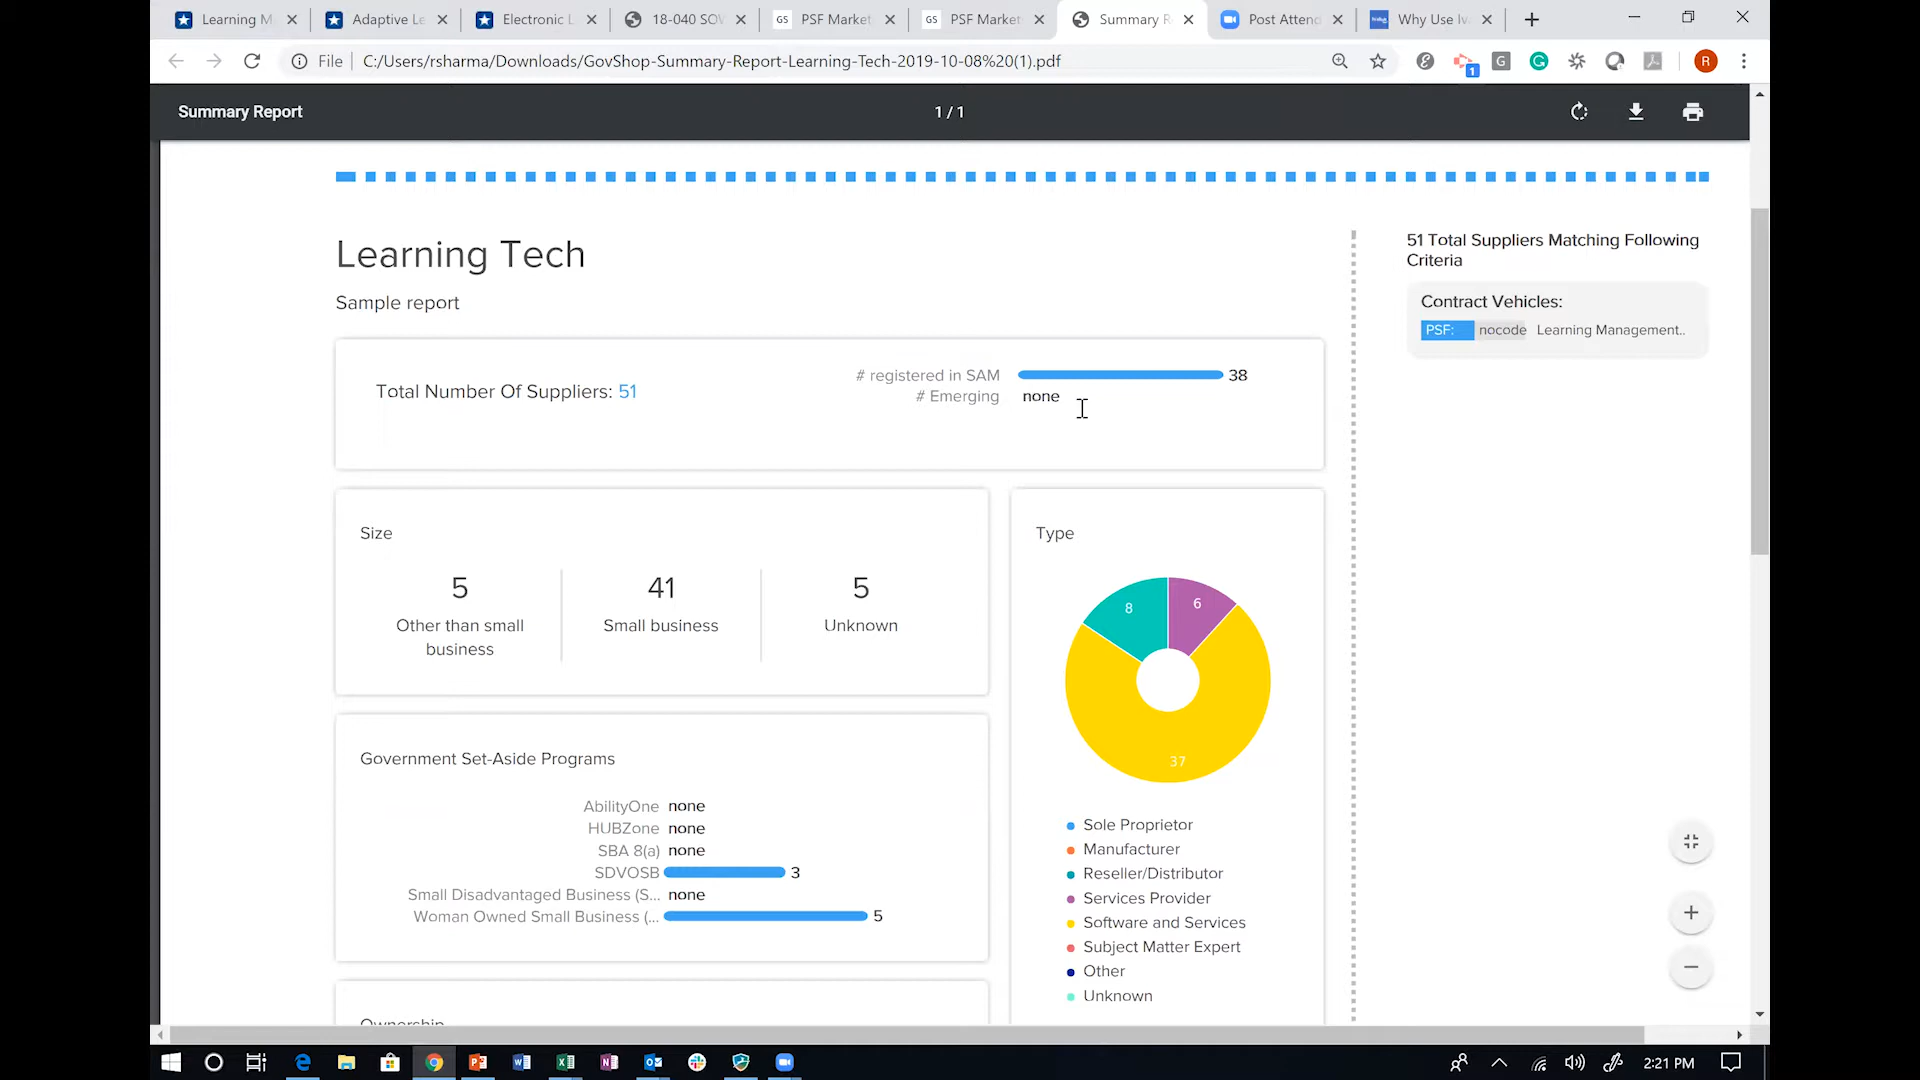 Learning M
Adaptive Le
Electronic L
18-040 SOW
PSF Market
PSF Market
Summary R
Post Attend
Why Use Iv
File
C:/Users/rsharma/Downloads/GovShop-Summary-Report-Learning-Tech-2019-10-08%20(1).pdf
Summary Report
1 / 1
Learning Tech
Sample report
Total Number Of Suppliers: 51
# registered in SAM 38
# Emerging none
51 Total Suppliers Matching Following
Criteria
Contract Vehicles:
PSF: nocode Learning Management..
Size
5
Other than small
business
41
Small business
5
Unknown
Type
8
6
37
Sole Proprietor
Manufacturer
Reseller/Distributor
Services Provider
Software and Services
Subject Matter Expert
Other
Unknown
Government Set-Aside Programs
AbilityOne none
HUBZone none
SBA 8(a) none
SDVOSB 3
Small Disadvantaged Business (S... none
Woman Owned Small Business (... 5
Ownership
2:21 PM